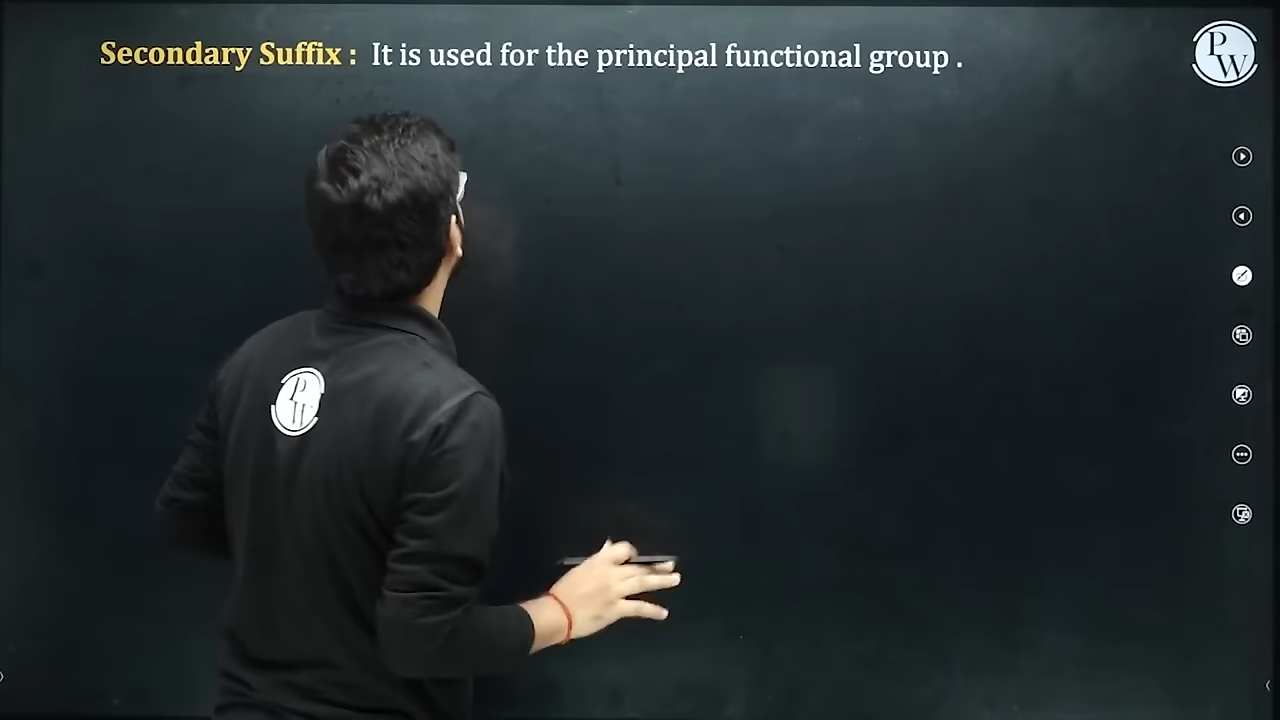 Secondary Suffix : It is used for the principal functional group .
P
W
P
W